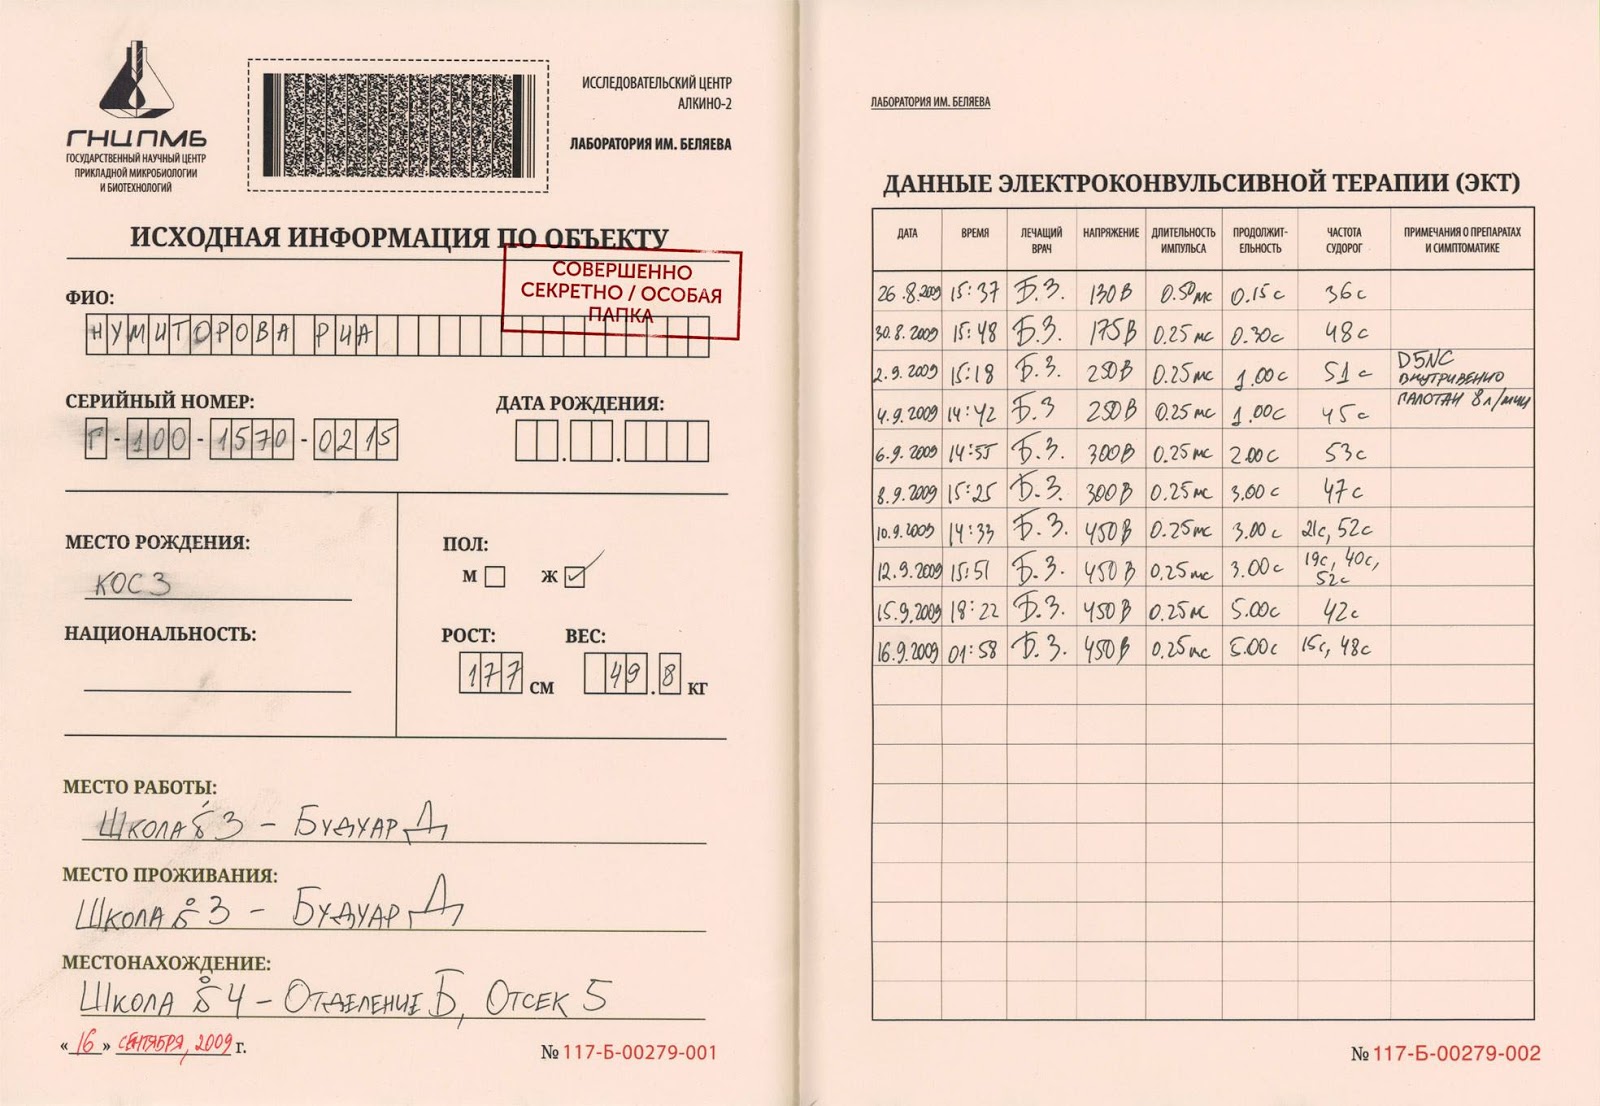 ГНЦПМБ
ГОСУДАРСТВЕННЫЙ НАУЧНЫЙ ЦЕНТР
ПРИКЛАДНОЙ МИКРОБИОЛОГИИ
И БИОТЕХНОЛОГИЙ
ИССЛЕДОВАТЕЛЬСКИЙ ЦЕНТР
АЛКИНО-2
ЛАБОРАТОРИЯ ИМ. БЕЛЯЕВА
ИСХОДНАЯ ИНФОРМАЦИЯ ПО ОБЪЕКТУ
СОВЕРШЕННО
СЕКРЕТНО / ОСОБАЯ
ПАПКА
ФИО:
НУМИТОРОВА РИА
СЕРИЙНЫЙ НОМЕР:
Г-100-1570-0215
ДАТА РОЖДЕНИЯ:
МЕСТО РОЖДЕНИЯ:
КОС 3
НАЦИОНАЛЬНОСТЬ:
ПОЛ:
М Ж
РОСТ: ВЕС:
177 СМ 49.8 КГ
МЕСТО РАБОТЫ:
ШКОЛА 3 - БУДУАР Д
МЕСТО ПРОЖИВАНИЯ:
ШКОЛА 3 - БУДУАР Д
МЕСТОНАХОЖДЕНИЕ:
ШКОЛА 4 - ОТДЕЛЕНИЕ Б, ОТСЕК 5
«16» СЕНТЯБРЯ, 2009 г.
№ 117-Б-00279-001
ЛАБОРАТОРИЯ ИМ. БЕЛЯЕВА
ДАННЫЕ ЭЛЕКТРОКОНВУЛЬСИВНОЙ ТЕРАПИИ (ЭКТ)
ДАТА ВРЕМЯ ЛЕЧАЩИЙ ВРАЧ НАПРЯЖЕНИЕ ДЛИТЕЛЬНОСТЬ ИМПУЛЬСА ПРОДОЛЖИТ-ЕЛЬНОСТЬ ЧАСТОТА СУДОРОГ ПРИМЕЧАНИЯ О ПРЕПАРАТАХ И СИМПТОМАТИКЕ
26.8.2009 15:37 Б.З. 130В 0.50мс 0.15с 36с
30.8.2009 15:48 Б.З. 175В 0.25мс 0.30с 48с
2.9.2009 15:18 Б.З. 250В 0.25мс 1.00с 51с D5NC ВНУТРИВЕННО
4.9.2009 14:42 Б.З 250В 0.25мс 1.00с 45с 8л/мин
6.9.2009 14:55 Б.З. 300В 0.25мс 2.00с 53с
8.9.2009 15:25 Б.З. 300В 0.25мс 3.00с 47с
10.9.2009 14:33 Б.З. 450В 0.25мс 3.00с 21с, 52с
12.9.2009 15:51 Б.З. 450В 0.25мс 3.00с 19с, 40с, 52с
15.9.2009 18:22 Б.З. 450В 0.25мс 5.00с 42с
16.9.2009 01:58 Б.З. 450В 0.25мс 5.00с 15с, 48с
№ 117-Б-00279-002